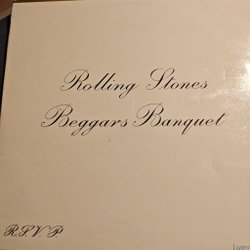 Rolling Stones
Beggars Banquet
R.S.V.P.